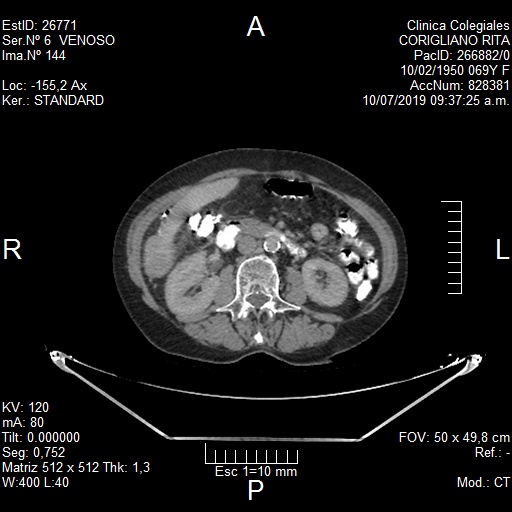 EstID: 26771
Ser.Nº 6 VENOSO
Ima.Nº 144
Loc: -155,2 Ax
Ker.: STANDARD
A
Clinica Colegiales
CORIGLIANO RITA
PacID: 266882/0
10/02/1950 069Y F
AccNum: 828381
10/07/2019 09:37:25 a.m.
R
L
KV: 120
mA: 80
Tilt: 0.000000
Seg: 0,752
Matriz 512 x 512 Thk: 1,3
W:400 L:40
Esc 1=10 mm
P
FOV: 50 x 49,8 cm
Ref.: -
Mod.: CT